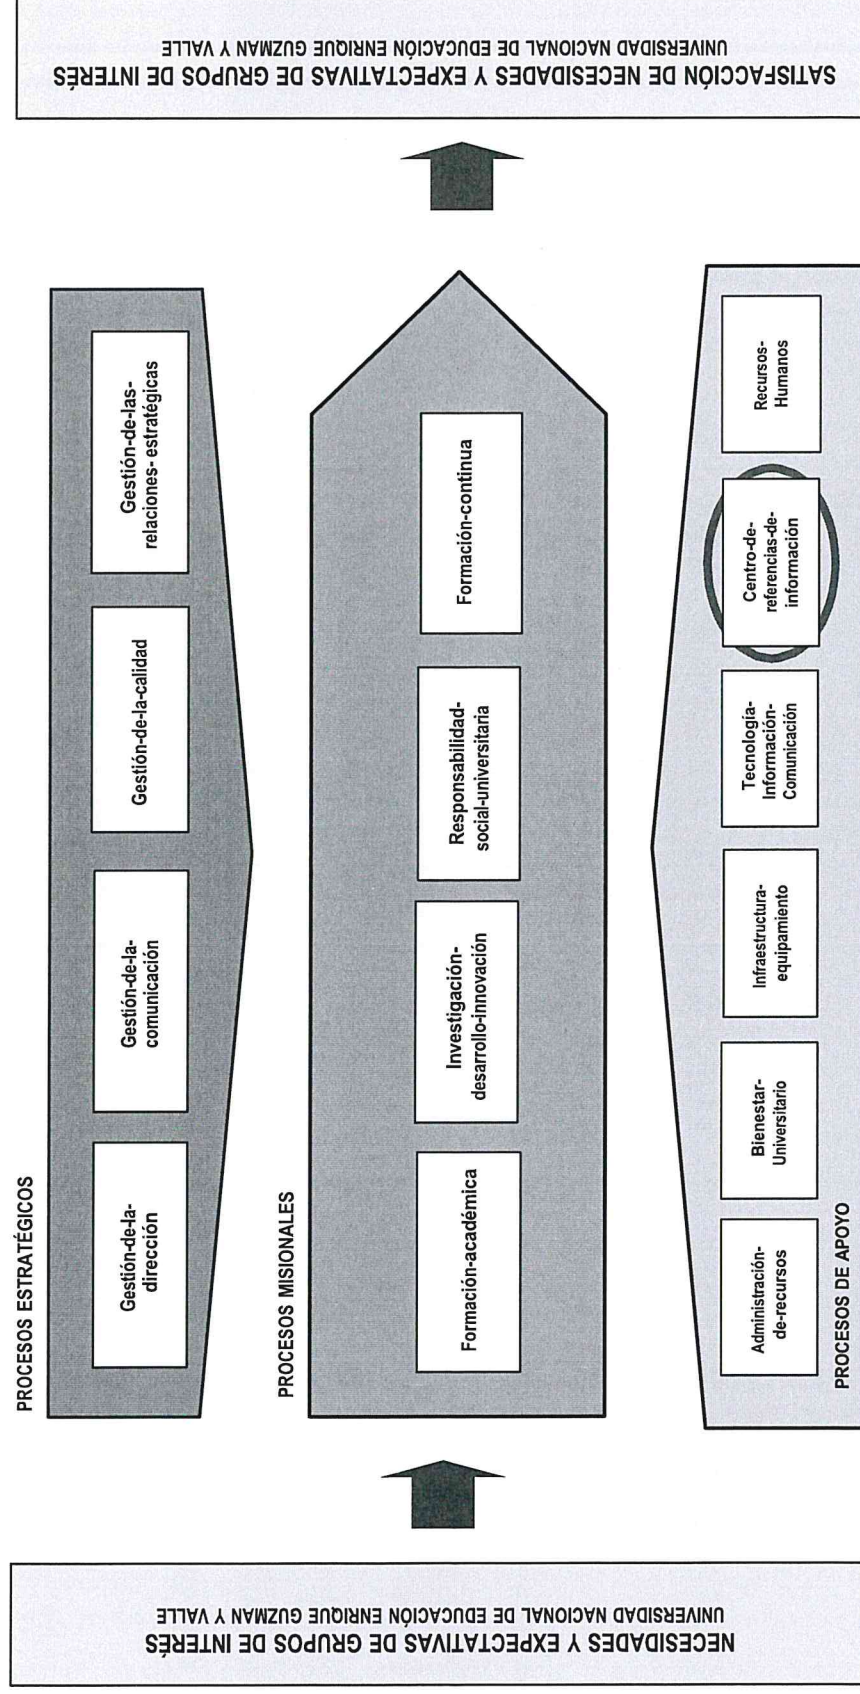 NECESIDADES Y EXPECTATIVAS DE GRUPOS DE INTERÉS
UNIVERSIDAD NACIONAL DE EDUCACIÓN ENRIQUE GUZMAN Y VALLE
PROCESOS ESTRATÉGICOS
Gestión-de-la-
dirección
Gestión-de-la-
comunicación
Gestión-de-la-calidad
Gestión-de-las-
relaciones- estratégicas
PROCESOS MISIONALES
Formación-académica
Investigación-
desarrollo-innovación
Responsabilidad-
social-universitaria
Formación-continua
Administración-
de-recursos
Bienestar-
Universitario
Infraestructura-
equipamiento
Tecnología-
Información-
Comunicación
Centro-de-
referencias-de-
información
Recursos-
Humanos
PROCESOS DE APOYO
SATISFACCIÓN DE NECESIDADES Y EXPECTATIVAS DE GRUPOS DE INTERÉS
UNIVERSIDAD NACIONAL DE EDUCACIÓN ENRIQUE GUZMAN Y VALLE